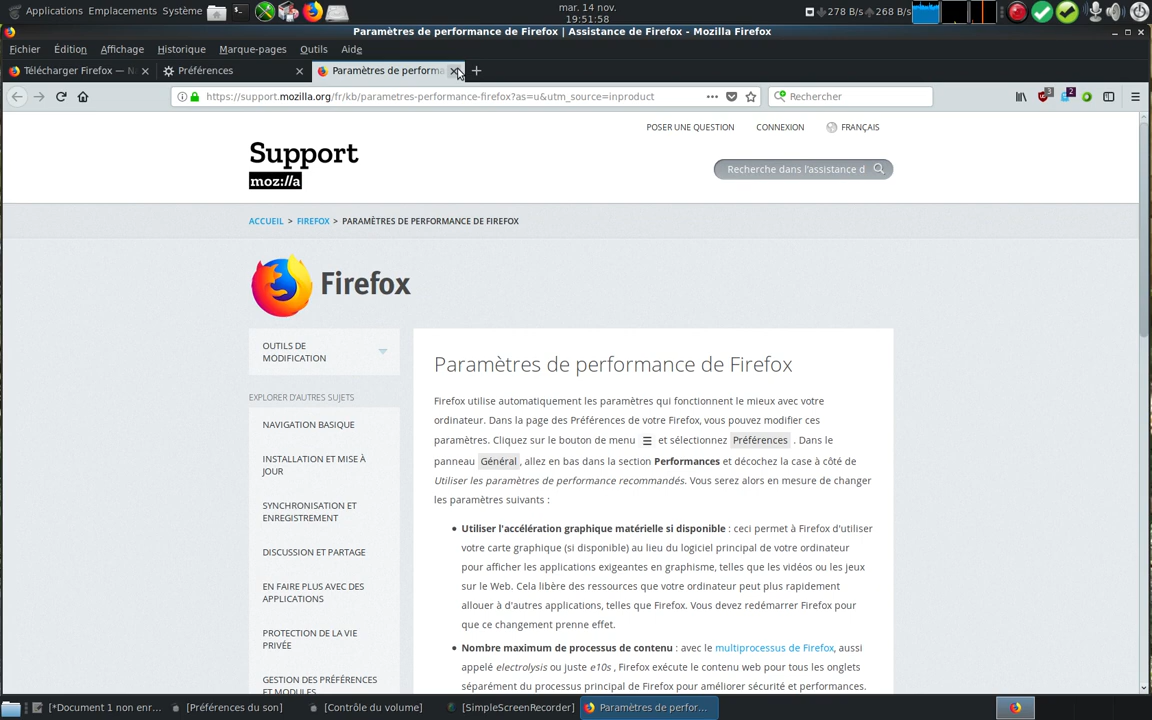 Applications Emplacements Système
mar. 14 nov.
19:51:58
278 B/s 268 B/s
Paramètres de performance de Firefox | Assistance de Firefox - Mozilla Firefox
Fichier Édition Affichage Historique Marque-pages Outils Aide
Télécharger Firefox — N
Préférences
Paramètres de performa
https://support.mozilla.org/fr/kb/parametres-performance-firefox?as=u&utm_source=inproduct
Rechercher
3
2
POSER UNE QUESTION CONNEXION FRANÇAIS
Support
moz://a
Recherche dans l'assistance d
ACCUEIL > FIREFOX > PARAMÈTRES DE PERFORMANCE DE FIREFOX
Firefox
OUTILS DE
MODIFICATION
EXPLORER D'AUTRES SUJETS
NAVIGATION BASIQUE
INSTALLATION ET MISE À
JOUR
SYNCHRONISATION ET
ENREGISTREMENT
DISCUSSION ET PARTAGE
EN FAIRE PLUS AVEC DES
APPLICATIONS
PROTECTION DE LA VIE
PRIVÉE
GESTION DES PRÉFÉRENCES
ET MODULES
Paramètres de performance de Firefox
Firefox utilise automatiquement les paramètres qui fonctionnent le mieux avec votre
ordinateur. Dans la page des Préférences de votre Firefox, vous pouvez modifier ces
paramètres. Cliquez sur le bouton de menu et sélectionnez Préférences . Dans le
panneau Général, allez en bas dans la section Performances et décochez la case à côté de
Utiliser les paramètres de performance recommandés. Vous serez alors en mesure de changer
les paramètres suivants :
• Utiliser l'accélération graphique matérielle si disponible : ceci permet à Firefox d'utiliser
votre carte graphique (si disponible) au lieu du logiciel principal de votre ordinateur
pour afficher les applications exigeantes en graphisme, telles que les vidéos ou les jeux
sur le Web. Cela libère des ressources que votre ordinateur peut plus rapidement
allouer à d'autres applications, telles que Firefox. Vous devez redémarrer Firefox pour
que ce changement prenne effet.
• Nombre maximum de processus de contenu : avec le multiprocessus de Firefox, aussi
appelé electrolysis ou juste e10s , Firefox exécute le contenu web pour tous les onglets
séparément du processus principal de Firefox pour améliorer sécurité et performances.
[*Document 1 non enr...
[Préférences du son]
[Contrôle du volume]
[SimpleScreenRecorder]
Paramètres de perfor...